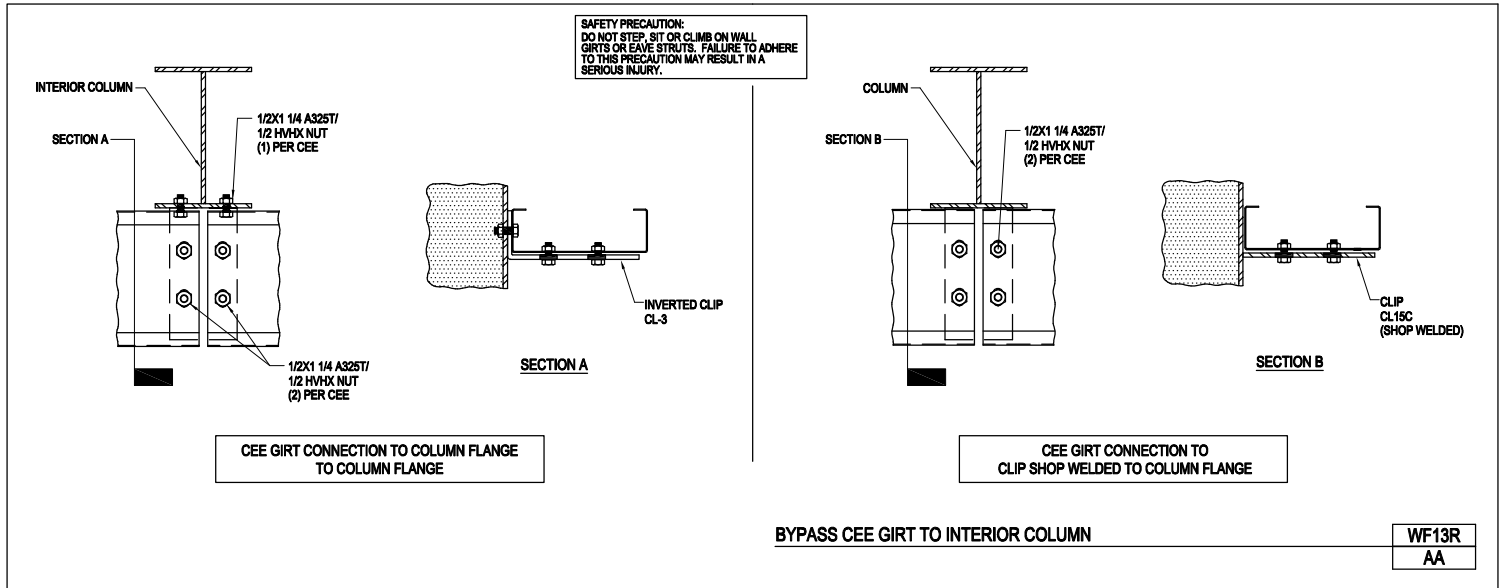 SAFETY PRECAUTION:
DO NOT STEP, SIT OR CLIMB ON WALL
GIRTS OR EAVE STRUTS. FAILURE TO ADHERE
TO THIS PRECAUTION MAY RESULT IN A
SERIOUS INJURY.
INTERIOR COLUMN
1/2X1 1/4 A325T/
1/2 HVHX NUT
(1) PER CEE
SECTION A
INVERTED CLIP
CL-3
SECTION A
1/2X1 1/4 A325T/
1/2 HVHX NUT
(2) PER CEE
CEE GIRT CONNECTION TO COLUMN FLANGE
TO COLUMN FLANGE
COLUMN
1/2X1 1/4 A325T/
1/2 HVHX NUT
(2) PER CEE
SECTION B
CLIP
CL15C
(SHOP WELDED)
SECTION B
CEE GIRT CONNECTION TO
CLIP SHOP WELDED TO COLUMN FLANGE
BYPASS CEE GIRT TO INTERIOR COLUMN
WF13R
AA